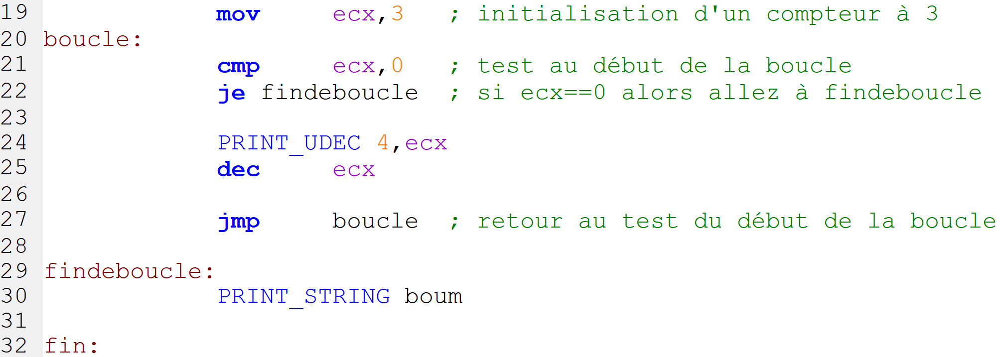 19 mov ecx,3 ; initialisation d'un compteur à 3
20 boucle:
21 cmp ecx,0 ; test au début de la boucle
22 je findeboucle ; si ecx==0 alors allez à findeboucle
23
24 PRINT_UDEC 4,ecx
25 dec ecx
26
27 jmp boucle ; retour au test du début de la boucle
28
29 findeboucle:
30 PRINT_STRING boum
31
32 fin: